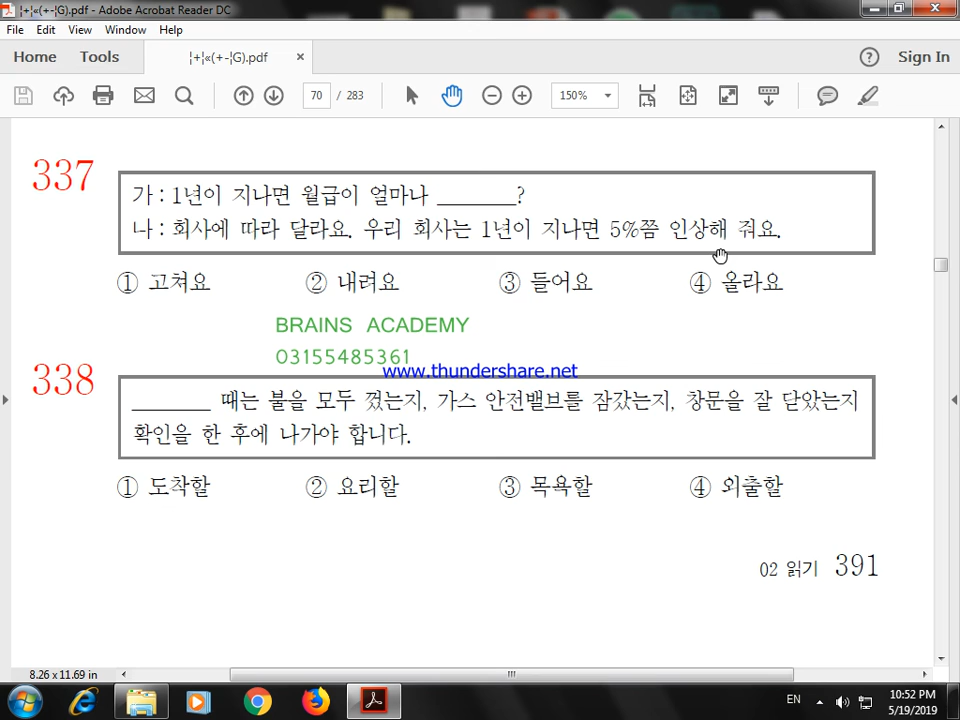 ¦+¦«(+-¦G).pdf - Adobe Acrobat Reader DC
File Edit View Window Help
Home Tools ¦+¦«(+-¦G).pdf × Sign In
70 / 283 150%
337
가 : 1년이 지나면 월급이 얼마나 ______?
나 : 회사에 따라 달라요. 우리 회사는 1년이 지나면 5%쯤 인상해 줘요.
① 고쳐요 ② 내려요 ③ 들어요 ④ 올라요
BRAINS ACADEMY
03155485361
www.thundershare.net
338
______ 때는 불을 모두 껐는지, 가스 안전밸브를 잠갔는지, 창문을 잘 닫았는지
확인을 한 후에 나가야 합니다.
① 도착할 ② 요리할 ③ 목욕할 ④ 외출할
02 읽기 391
8.26 x 11.69 in
EN 10:52 PM
5/19/2019